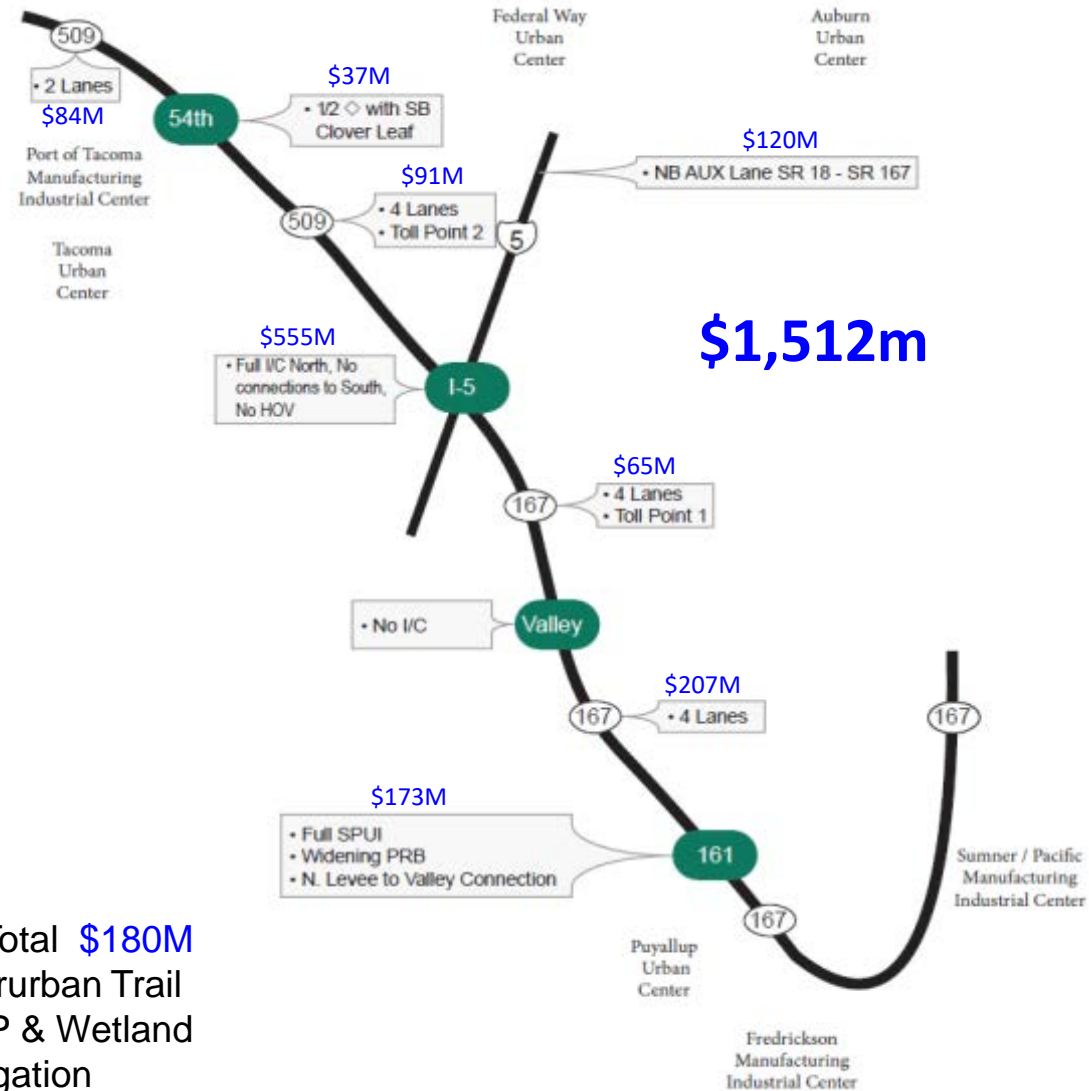 509
• 2 Lanes
$84M
Federal Way
Urban
Center
Auburn
Urban
Center
54th
$37M
• 1/2 ◇ with SB
Clover Leaf
Port of Tacoma
Manufacturing
Industrial Center
$120M
• NB AUX Lane SR 18 - SR 167
509
$91M
• 4 Lanes
• Toll Point 2
5
Tacoma
Urban
Center
$1,512m
$555M
• Full I/C North, No
connections to South,
No HOV
I-5
$65M
• 4 Lanes
• Toll Point 1
167
• No I/C
Valley
$207M
• 4 Lanes
167
167
$173M
• Full SPUI
• Widening PRB
• N. Levee to Valley Connection
161
Sumner / Pacific
Manufacturing
Industrial Center
167
Puyallup
Urban
Center
Fredrickson
Manufacturing
Industrial Center
$180M
Trail
& Wetland